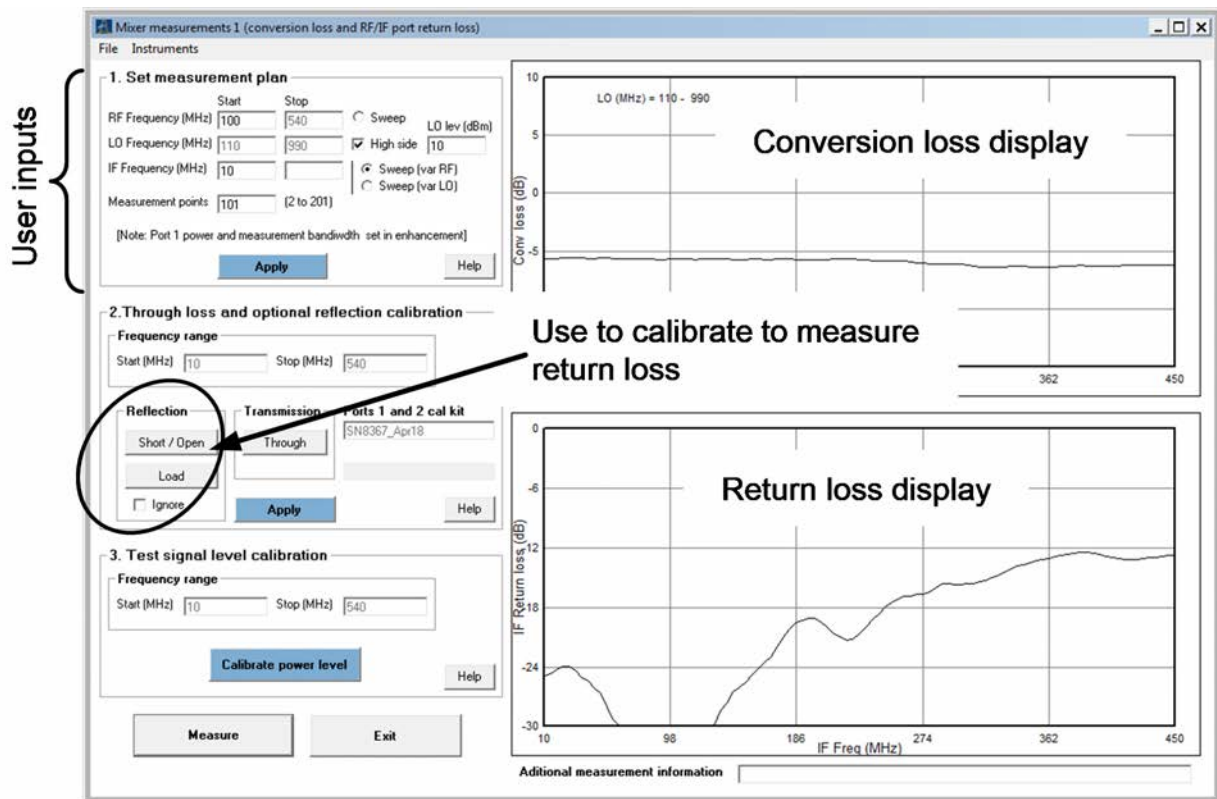 Mixer measurements 1 (conversion loss and RF/IF port return loss)
File Instruments
User inputs
1. Set measurement plan
Start Stop
RF Frequency (MHz) 100 540 Sweep LO lev (dBm)
LO Frequency (MHz) 110 990 High side 10
IF Frequency (MHz) 10 Sweep (var RF)
Sweep (var LO)
Measurement points 101 (2 to 201)
[Note: Port 1 power and measurement bandiwdth set in enhancement]
Apply Help
2.Through loss and optional reflection calibration
Frequency range
Start (MHz) 10 Stop (MHz) 540
Reflection Transmission Ports 1 and 2 cal kit
Short / Open Through SN8367_Apr18
Load
Ignore Apply Help
3. Test signal level calibration
Frequency range
Start (MHz) 10 Stop (MHz) 540
Calibrate power level
Help
Measure Exit
10
LO (MHz) = 110 - 990
5
Conversion loss display
0
Conv loss (dB)
-5
Use to calibrate to measure
return loss
362 450
0
-6
Return loss display
IF Return loss (dB)
-12
-18
-24
-30
10 98 186 274 362 450
IF Freq (MHz)
Aditional measurement information